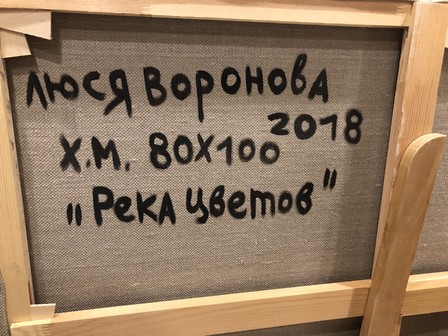 Люся Воронова
2018
Х.М. 80Х100
„Река цветов"